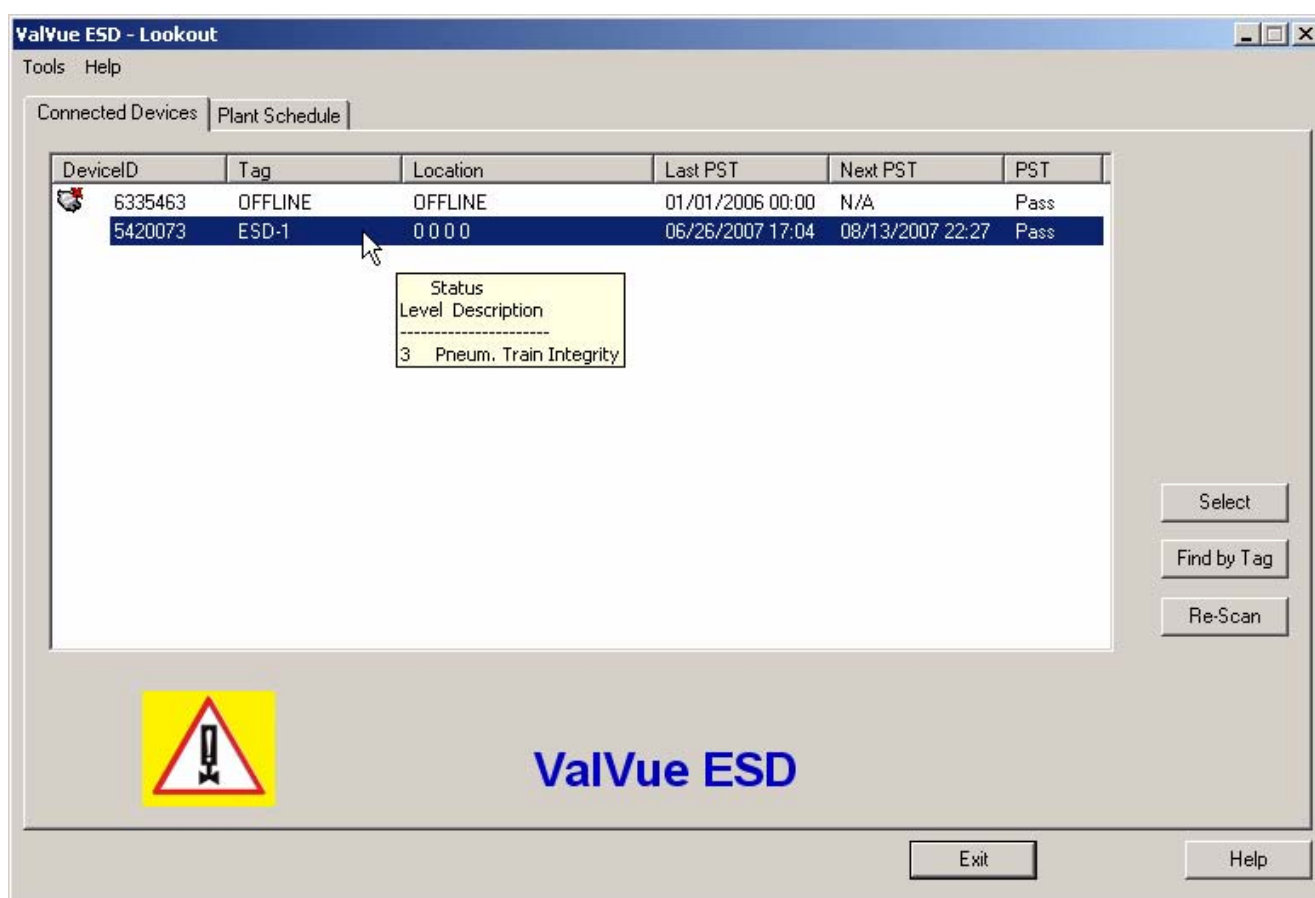 ValVue ESD - Lookout
Tools Help
Connected Devices Plant Schedule
DeviceID Tag Location Last PST Next PST PST
6335463 OFFLINE OFFLINE 01/01/2006 00:00 N/A Pass
5420073 ESD-1 0 0 0 0 06/26/2007 17:04 08/13/2007 22:27 Pass
Status
Level Description
----------------------
3 Pneum. Train Integrity
Select
Find by Tag
Re-Scan
ValVue ESD
Exit Help